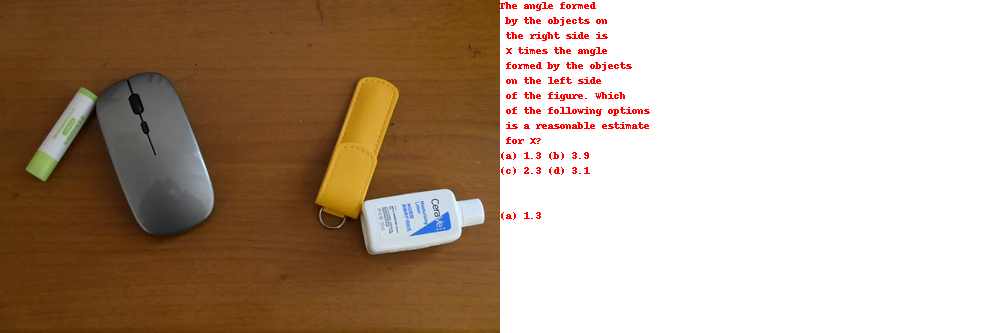 The angle formed
by the objects on
the right side is
X times the angle
formed by the objects
on the left side
of the figure. Which
of the following options
is a reasonable estimate
for X?
(a) 1.3 (b) 3.9
(c) 2.3 (d) 3.1
(a) 1.3
CeraVe
Moisturising
Lotion